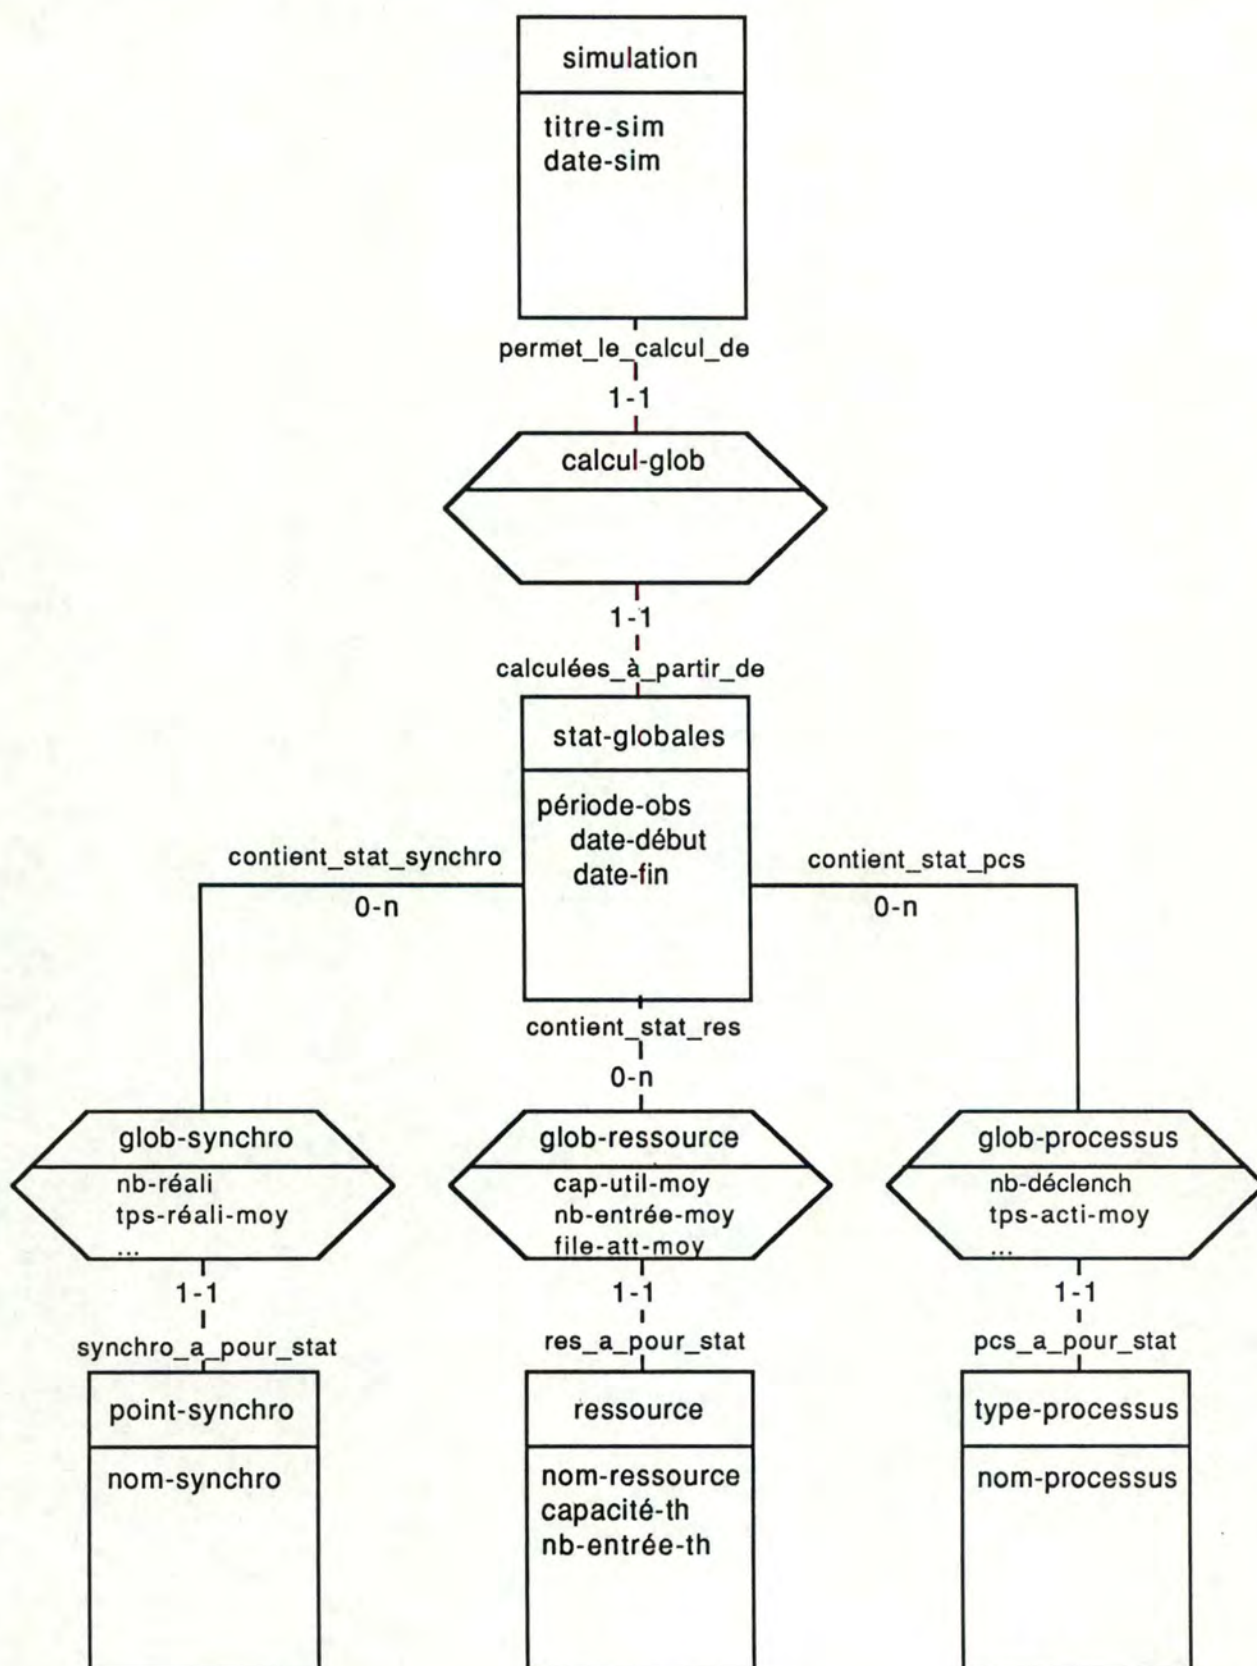 simulation
titre-sim
date-sim
permet_le_calcul_de
1-1
calcul-glob
1-1
calculées_à_partir_de
stat-globales
période-obs
date-début
date-fin
contient_stat_synchro
0-n
contient_stat_pcs
0-n
contient_stat_res
0-n
glob-synchro
nb-réali
tps-réali-moy
...
glob-ressource
cap-util-moy
nb-entrée-moy
file-att-moy
glob-processus
nb-déclench
tps-acti-moy
...
1-1
1-1
1-1
synchro_a_pour_stat
res_a_pour_stat
pcs_a_pour_stat
point-synchro
nom-synchro
ressource
nom-ressource
capacité-th
nb-entrée-th
type-processus
nom-processus